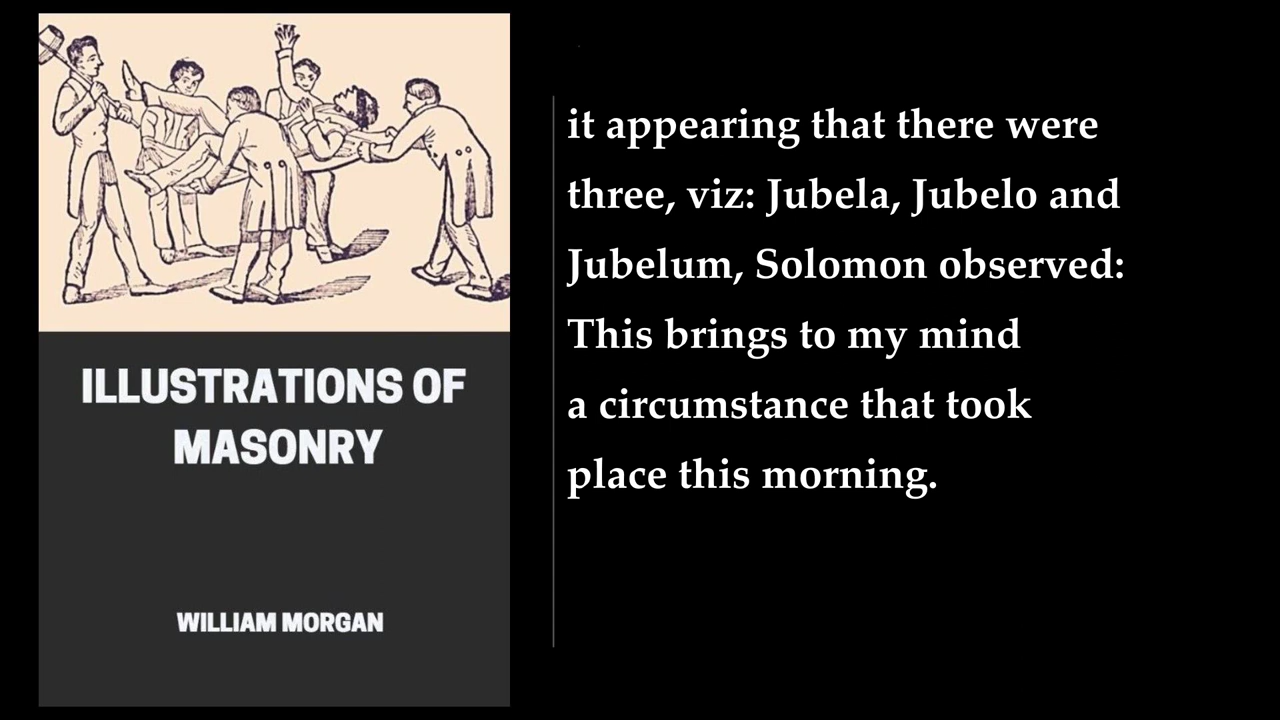 ILLUSTRATIONS OF
MASONRY
WILLIAM MORGAN
it appearing that there were
three, viz: Jubela, Jubelo and
Jubelum, Solomon observed:
This brings to my mind
a circumstance that took
place this morning.